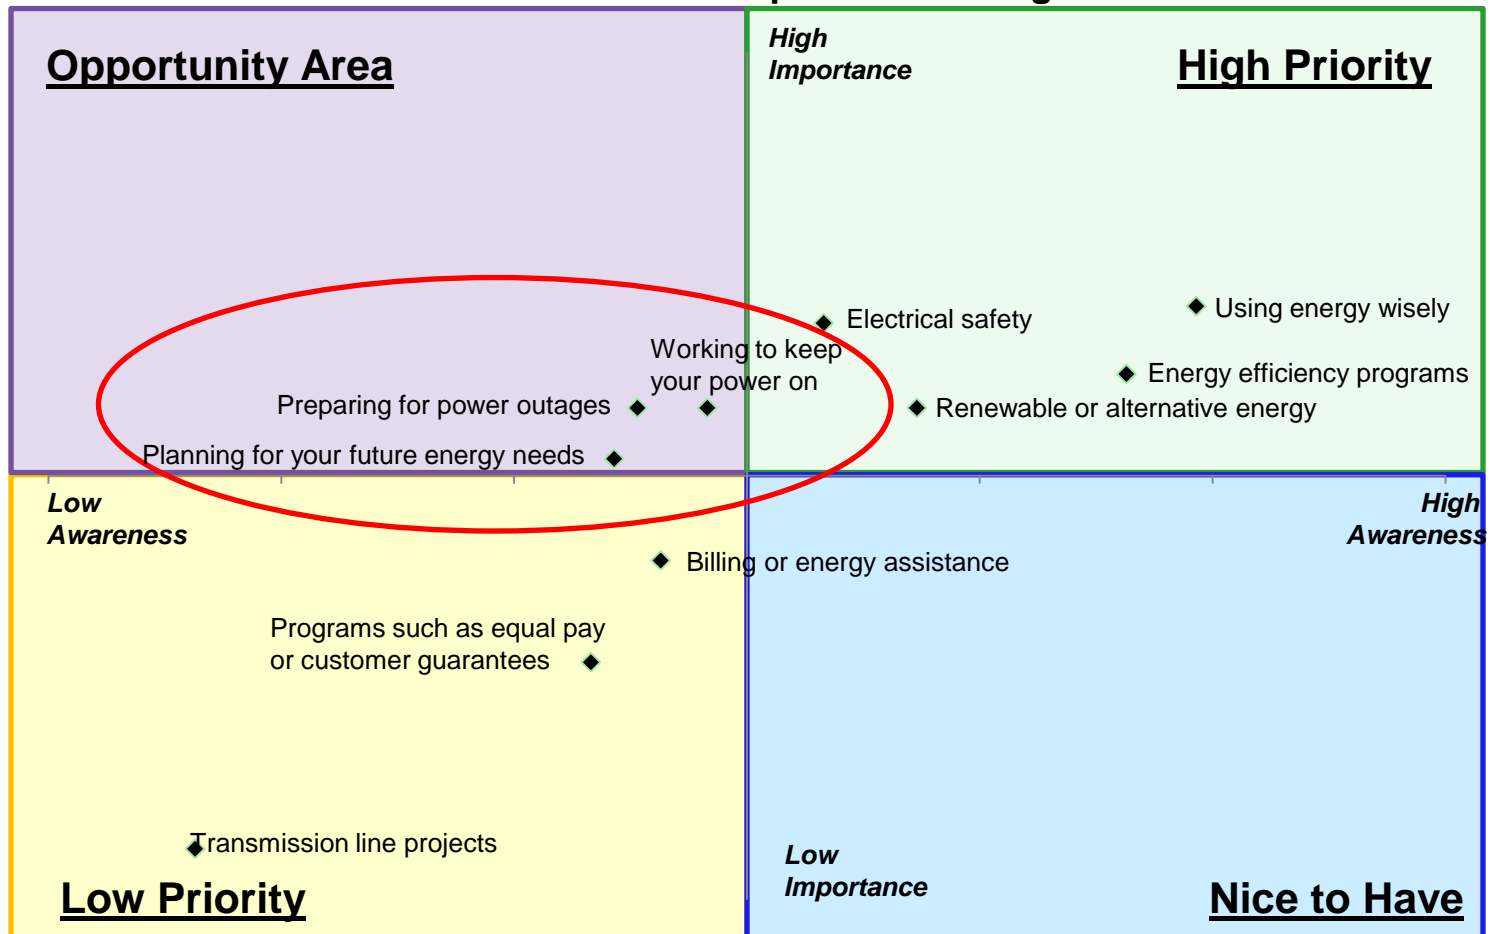 Opportunity Area
High
Importance
High Priority
Electrical safety
Using energy wisely
Working to keep
your power on
Energy efficiency programs
Preparing for power outages
Renewable or alternative energy
Planning for your future energy needs
Low
Awareness
High
Awareness
Billing or energy assistance
Programs such as equal pay
or customer guarantees
Transmission line projects
Low
Importance
Low Priority
Nice to Have